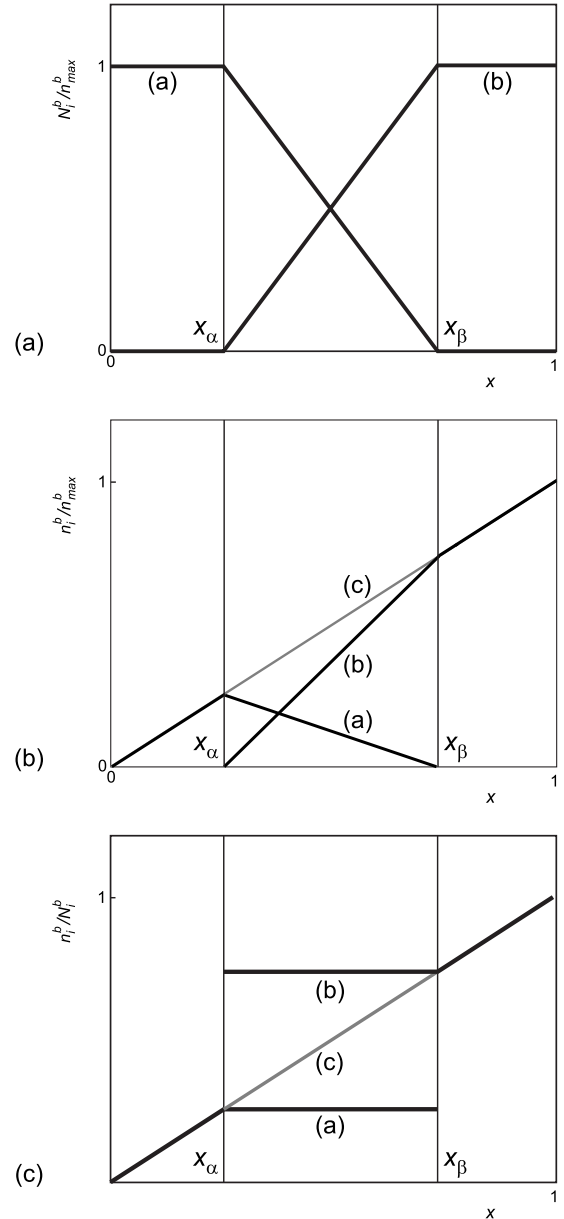 N_i^b/n_max^b
1
(a)
(b)
x_α
x_β
(a)
0
0
1
x
n_i^b/n_max^b
1
(c)
(b)
(a)
x_α
x_β
(b)
0
0
1
x
n_i^b/N_i^b
1
(b)
(c)
(a)
x_α
x_β
(c)
1
x